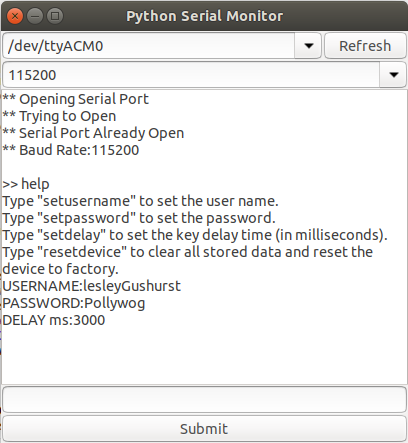 Python Serial Monitor
/dev/ttyACM0
Refresh
115200
** Opening Serial Port
** Trying to Open
** Serial Port Already Open
** Baud Rate:115200
>> help
Type "setusername" to set the user name.
Type "setpassword" to set the password.
Type "setdelay" to set the key delay time (in milliseconds).
Type "resetdevice" to clear all stored data and reset the
device to factory.
USERNAME:lesleyGushurst
PASSWORD:Pollywog
DELAY ms:3000
Submit